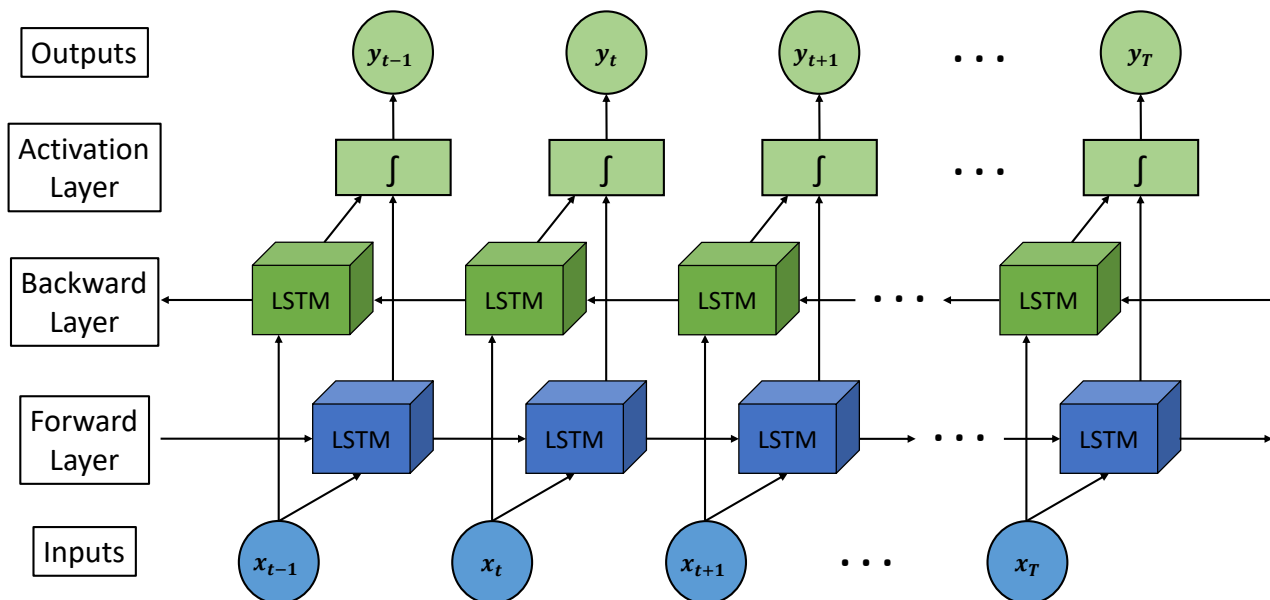 Outputs
y_{t−1}
y_t
y_{t+1}
. . .
y_T
Activation
Layer
∫
∫
∫
. . .
∫
Backward
Layer
LSTM
LSTM
LSTM
. . .
LSTM
Forward
Layer
LSTM
LSTM
LSTM
. . .
LSTM
Inputs
x_{t−1}
x_t
x_{t+1}
. . .
x_T